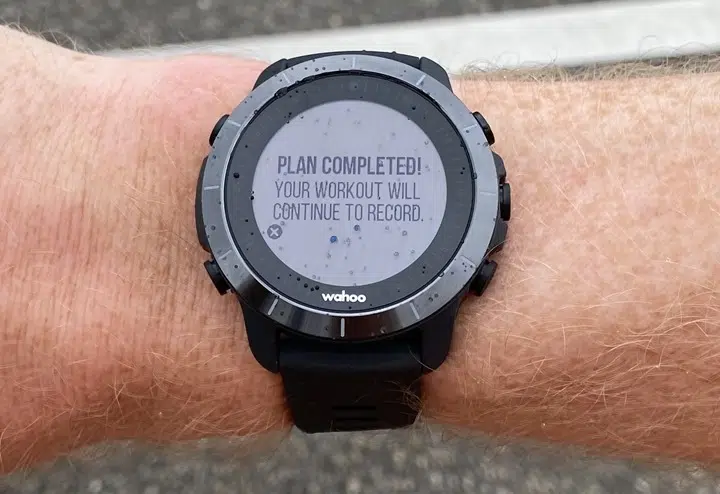 PLAN COMPLETED!
YOUR WORKOUT WILL
CONTINUE TO RECORD.
wahoo